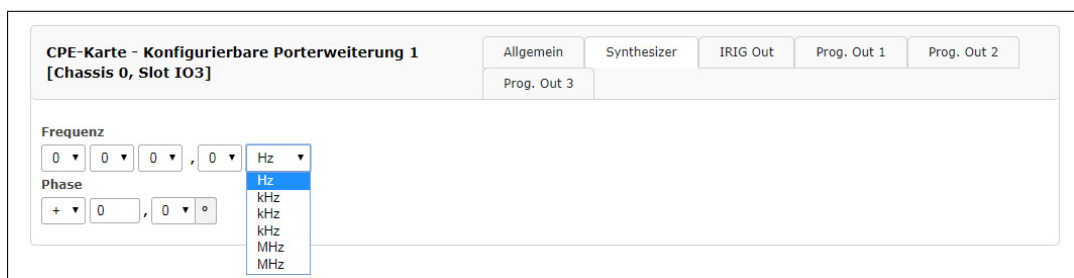 CPE-Karte - Konfigurierbare Porterweiterung 1
[Chassis 0, Slot IO3]
Allgemein Synthesizer IRIG Out Prog. Out 1 Prog. Out 2
Prog. Out 3
Frequenz
0 0 0 , 0 Hz
Hz
kHz
kHz
kHz
MHz
MHz
Phase
+ 0 , 0 °